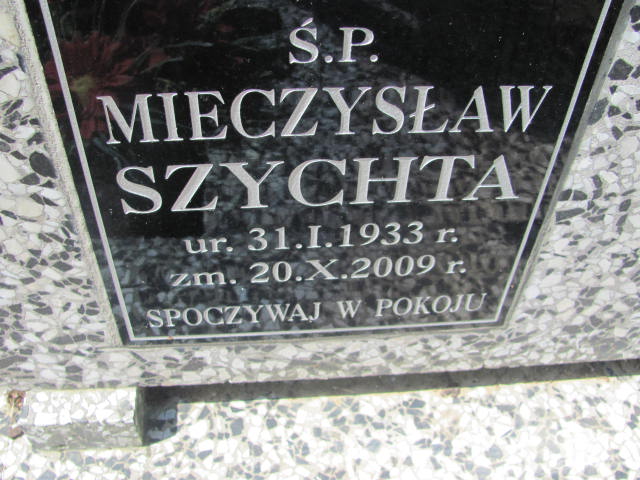 Ś.P.
MIECZYSŁAW
SZYCHTA
ur. 31.I.1933 r.
zm. 20.X.2009 r.
SPOCZYWAJ W POKOJU